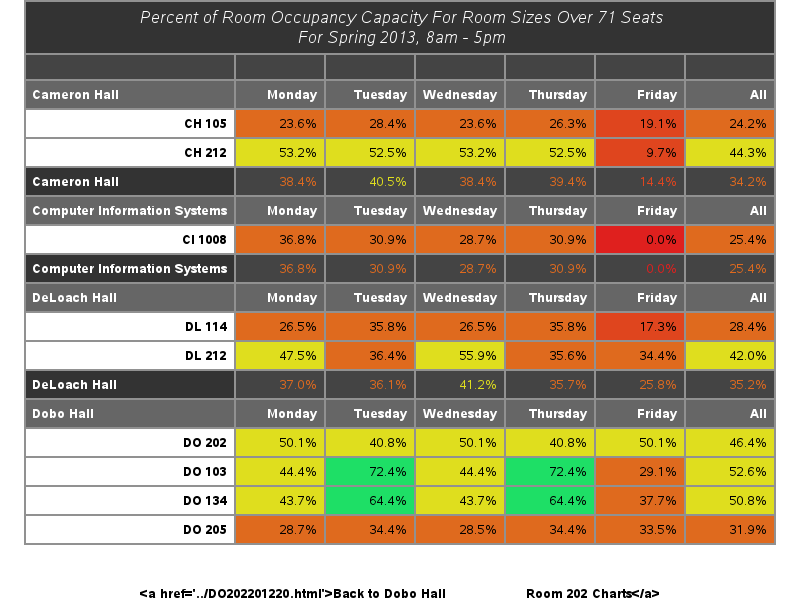 Percent of Room Occupancy Capacity For Room Sizes Over 71 Seats
For Spring 2013, 8am - 5pm
Cameron Hall Monday Tuesday Wednesday Thursday Friday All
CH 105 23.6% 28.4% 23.6% 26.3% 19.1% 24.2%
CH 212 53.2% 52.5% 53.2% 52.5% 9.7% 44.3%
Cameron Hall 38.4% 40.5% 38.4% 39.4% 14.4% 34.2%
Computer Information Systems Monday Tuesday Wednesday Thursday Friday All
CI 1008 36.8% 30.9% 28.7% 30.9% 0.0% 25.4%
Computer Information Systems 36.8% 30.9% 28.7% 30.9% 0.0% 25.4%
DeLoach Hall Monday Tuesday Wednesday Thursday Friday All
DL 114 26.5% 35.8% 26.5% 35.8% 17.3% 28.4%
DL 212 47.5% 36.4% 55.9% 35.6% 34.4% 42.0%
DeLoach Hall 37.0% 36.1% 41.2% 35.7% 25.8% 35.2%
Dobo Hall Monday Tuesday Wednesday Thursday Friday All
DO 202 50.1% 40.8% 50.1% 40.8% 50.1% 46.4%
DO 103 44.4% 72.4% 44.4% 72.4% 29.1% 52.6%
DO 134 43.7% 64.4% 43.7% 64.4% 37.7% 50.8%
DO 205 28.7% 34.4% 28.5% 34.4% 33.5% 31.9%
<a href='../DO202201220.html'>Back to Dobo Hall Room 202 Charts</a>